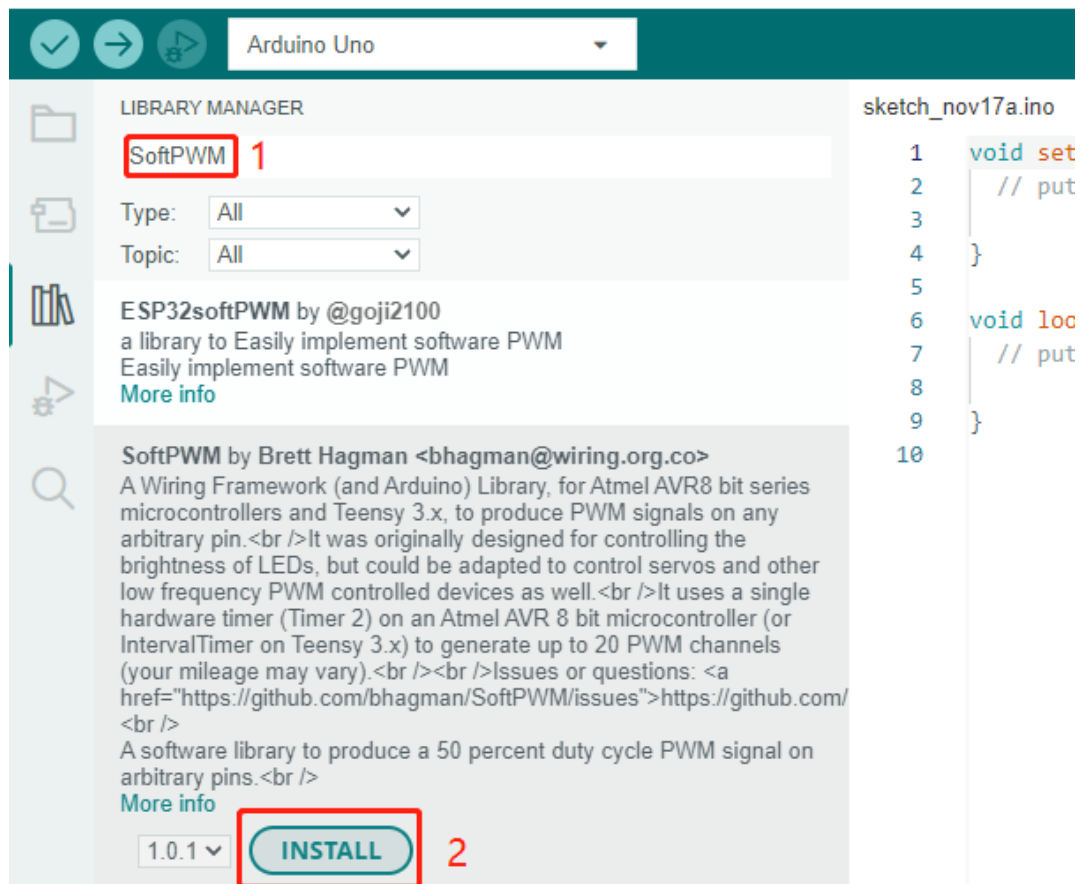 Arduino Uno
LIBRARY MANAGER
SoftPWM 1
Type: All
Topic: All
ESP32softPWM by @goji2100
a library to Easily implement software PWM
Easily implement software PWM
More info
SoftPWM by Brett Hagman <bhagman@wiring.org.co>
A Wiring Framework (and Arduino) Library, for Atmel AVR8 bit series
microcontrollers and Teensy 3.x, to produce PWM signals on any
arbitrary pin.<br />It was originally designed for controlling the
brightness of LEDs, but could be adapted to control servos and other
low frequency PWM controlled devices as well.<br />It uses a single
hardware timer (Timer 2) on an Atmel AVR 8 bit microcontroller (or
IntervalTimer on Teensy 3.x) to generate up to 20 PWM channels
(your mileage may vary).<br /><br />Issues or questions: <a
href="https://github.com/bhagman/SoftPWM/issues">https://github.com/
<br />
A software library to produce a 50 percent duty cycle PWM signal on
arbitrary pins.<br />
More info
1.0.1 INSTALL 2
sketch_nov17a.ino
1 void set
2 // put
3
4 }
5
6 void loo
7 // put
8
9 }
10